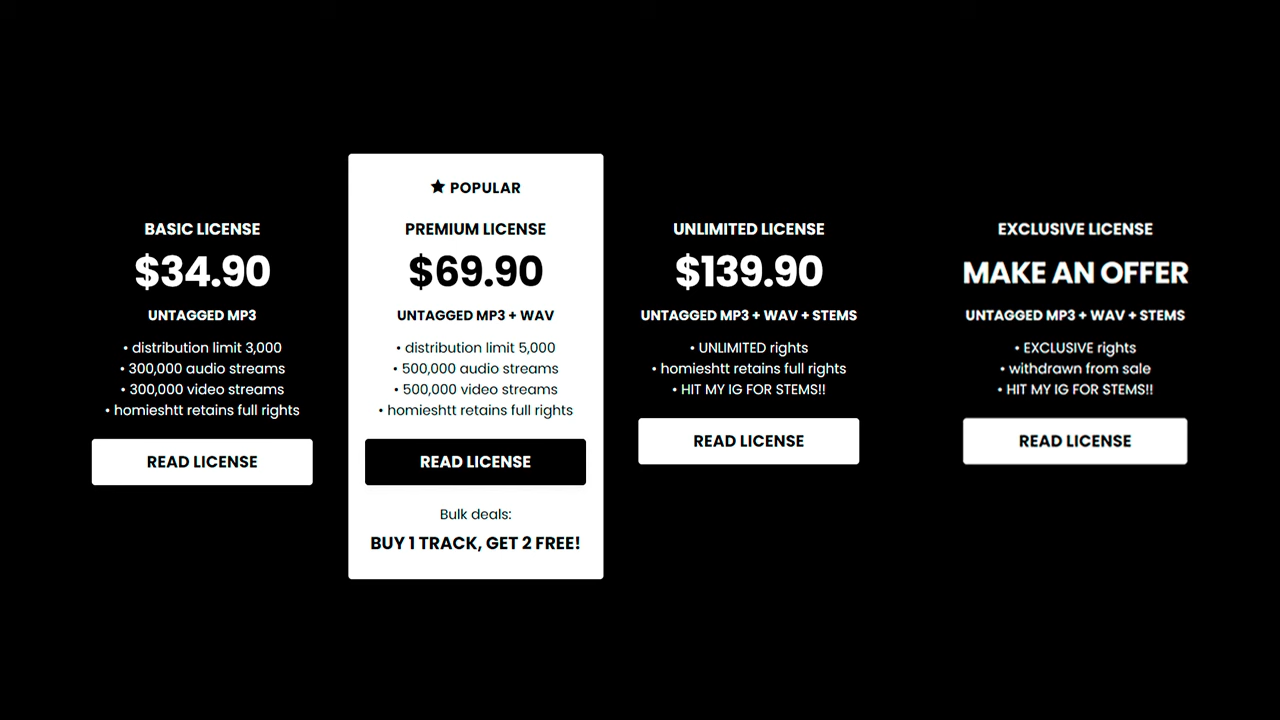 BASIC LICENSE
$34.90
UNTAGGED MP3
• distribution limit 3,000
• 300,000 audio streams
• 300,000 video streams
• homieshtt retains full rights
READ LICENSE
★ POPULAR
PREMIUM LICENSE
$69.90
UNTAGGED MP3 + WAV
• distribution limit 5,000
• 500,000 audio streams
• 500,000 video streams
• homieshtt retains full rights
READ LICENSE
Bulk deals:
BUY 1 TRACK, GET 2 FREE!
UNLIMITED LICENSE
$139.90
UNTAGGED MP3 + WAV + STEMS
• UNLIMITED rights
• homieshtt retains full rights
• HIT MY IG FOR STEMS!!
READ LICENSE
EXCLUSIVE LICENSE
MAKE AN OFFER
UNTAGGED MP3 + WAV + STEMS
• EXCLUSIVE rights
• withdrawn from sale
• HIT MY IG FOR STEMS!!
READ LICENSE